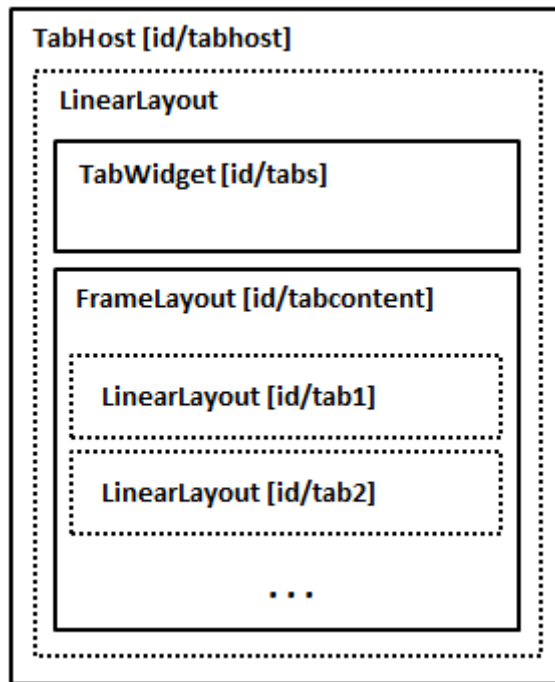 TabHost [id/tabhost]
LinearLayout
TabWidget [id/tabs]
FrameLayout [id/tabcontent]
LinearLayout [id/tab1]
LinearLayout [id/tab2]
...